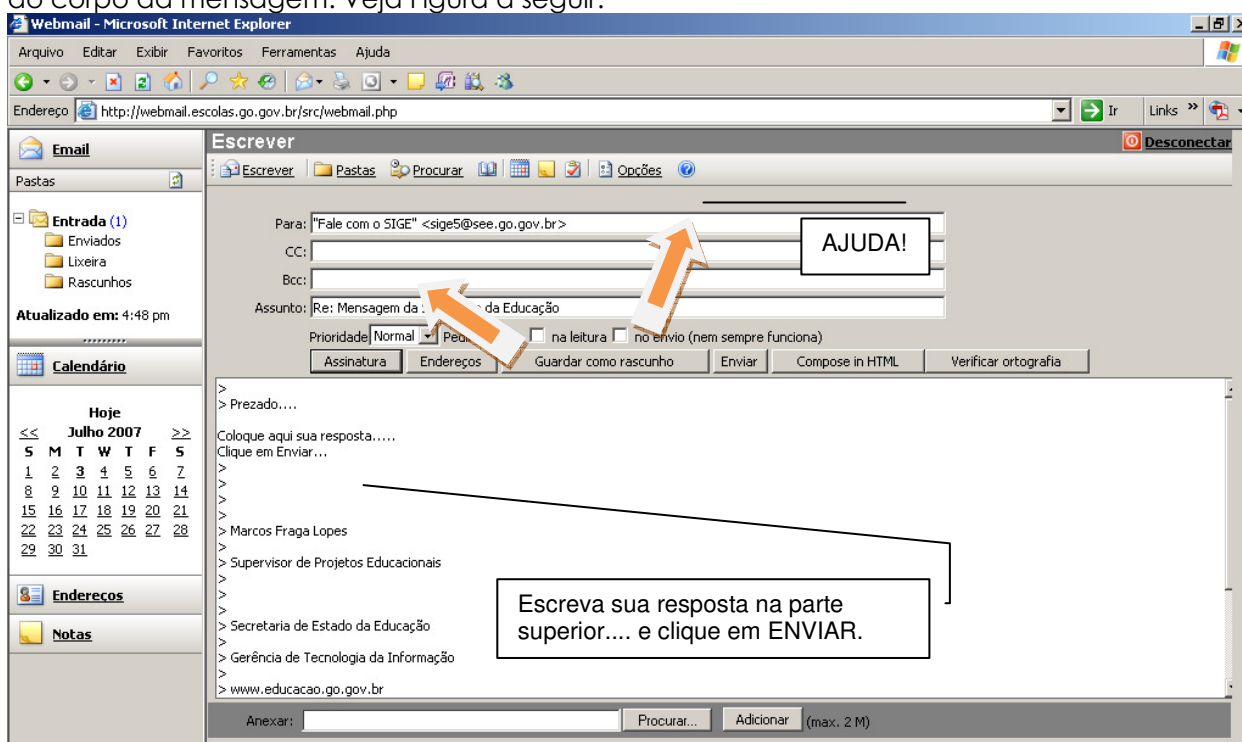 do corpo da mensagem. Veja Figura a seguir.
Webmail - Microsoft Internet Explorer
Arquivo Editar Exibir Favoritos Ferramentas Ajuda
Endereço http://webmail.escolas.go.gov.br/src/webmail.php Ir Links »
Email
Pastas
Entrada (1)
Enviados
Lixeira
Rascunhos
Atualizado em: 4:48 pm
Calendário
Hoje
<< Julho 2007 >>
S M T W T F S
1 2 3 4 5 6 7
8 9 10 11 12 13 14
15 16 17 18 19 20 21
22 23 24 25 26 27 28
29 30 31
Endereços
Notas
Escrever Desconectar
Escrever Pastas Procurar Opções
Para: "Fale com o SIGE" <sige5@see.go.gov.br>
AJUDA!
CC:
Bcc:
Assunto: Re: Mensagem da da Educação
Prioridade Normal na leitura no envio (nem sempre funciona)
Assinatura Endereços Guardar como rascunho Enviar Compose in HTML Verificar ortografia
>
> Prezado....
Coloque aqui sua resposta.....
Clique em Enviar...
>
>
>
>
> Marcos Fraga Lopes
>
> Supervisor de Projetos Educacionais
>
>
>
> Secretaria de Estado da Educação
>
> Gerência de Tecnologia da Informação
>
> www.educacao.go.gov.br
Escreva sua resposta na parte
superior.... e clique em ENVIAR.
Anexar: Procurar... Adicionar (max. 2 M)